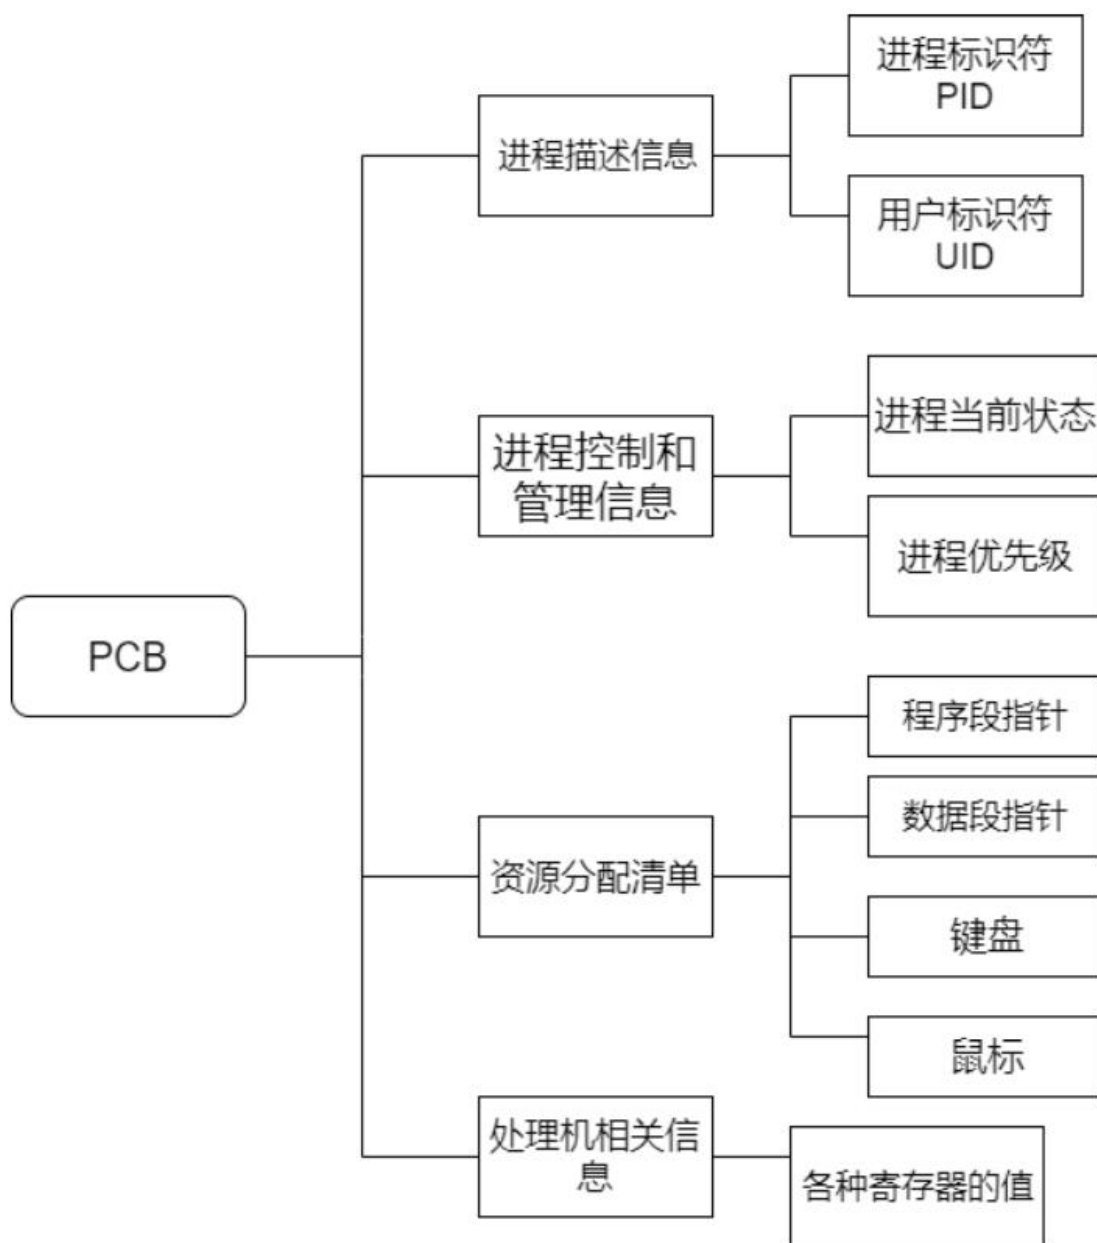 进程标识符
PID
进程描述信息
用户标识符
UID
进程当前状态
进程控制和
管理信息
进程优先级
PCB
程序段指针
数据段指针
资源分配清单
键盘
鼠标
处理机相关信
息
各种寄存器的值